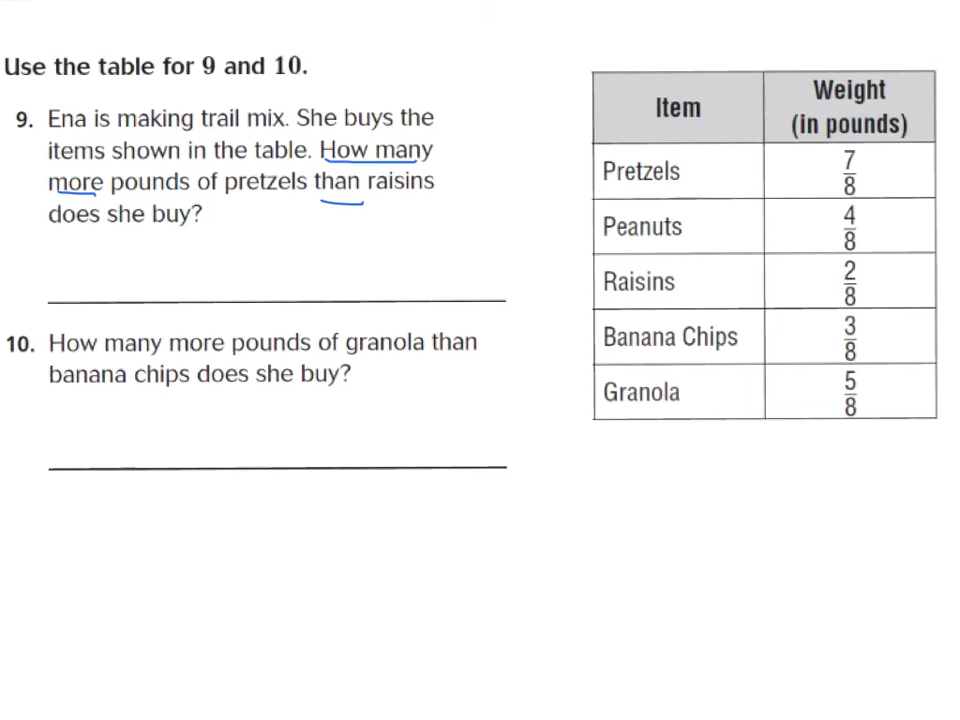 Use the table for 9 and 10.
9. Ena is making trail mix. She buys the
items shown in the table. How many
more pounds of pretzels than raisins
does she buy?
10. How many more pounds of granola than
banana chips does she buy?
Item Weight
(in pounds)
Pretzels 7/8
Peanuts 4/8
Raisins 2/8
Banana Chips 3/8
Granola 5/8